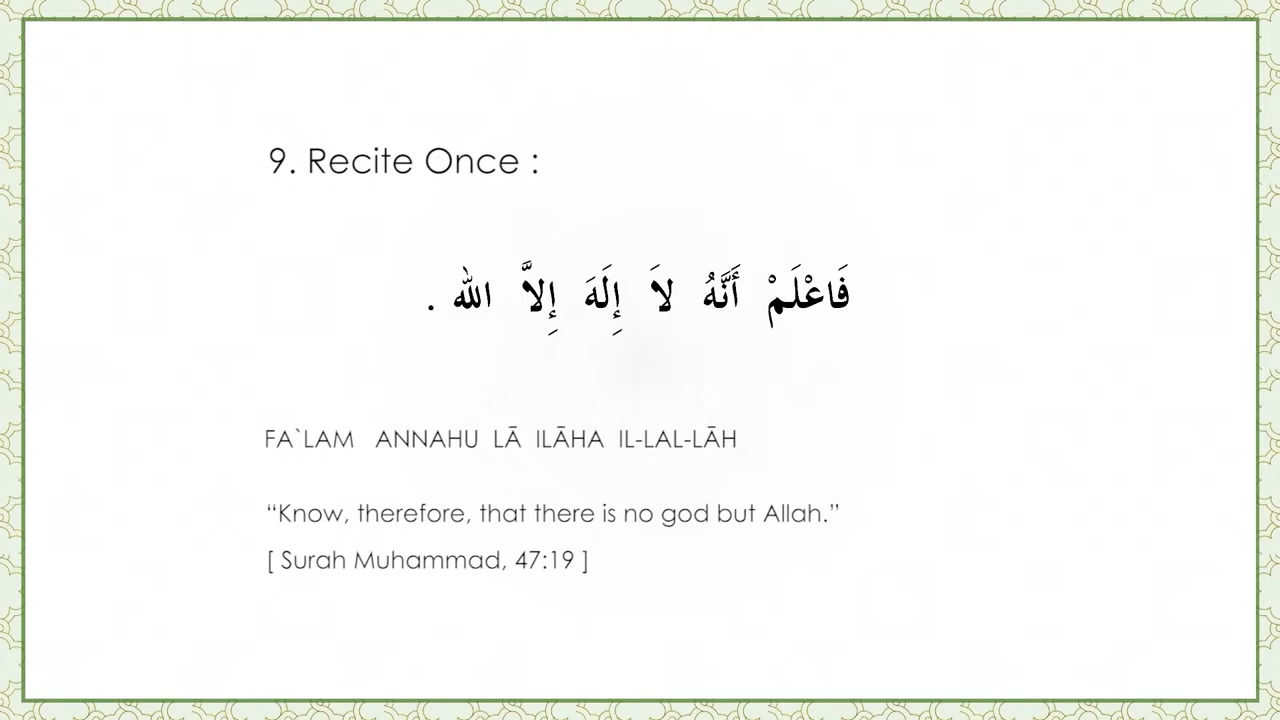 9. Recite Once :
فَاعْلَمْ أَنَّهُ لاَ إِلَهَ إِلاَّ الله .
FA`LAM ANNAHU LĀ ILĀHA IL-LAL-LĀH
“Know, therefore, that there is no god but Allah.”
[ Surah Muhammad, 47:19 ]